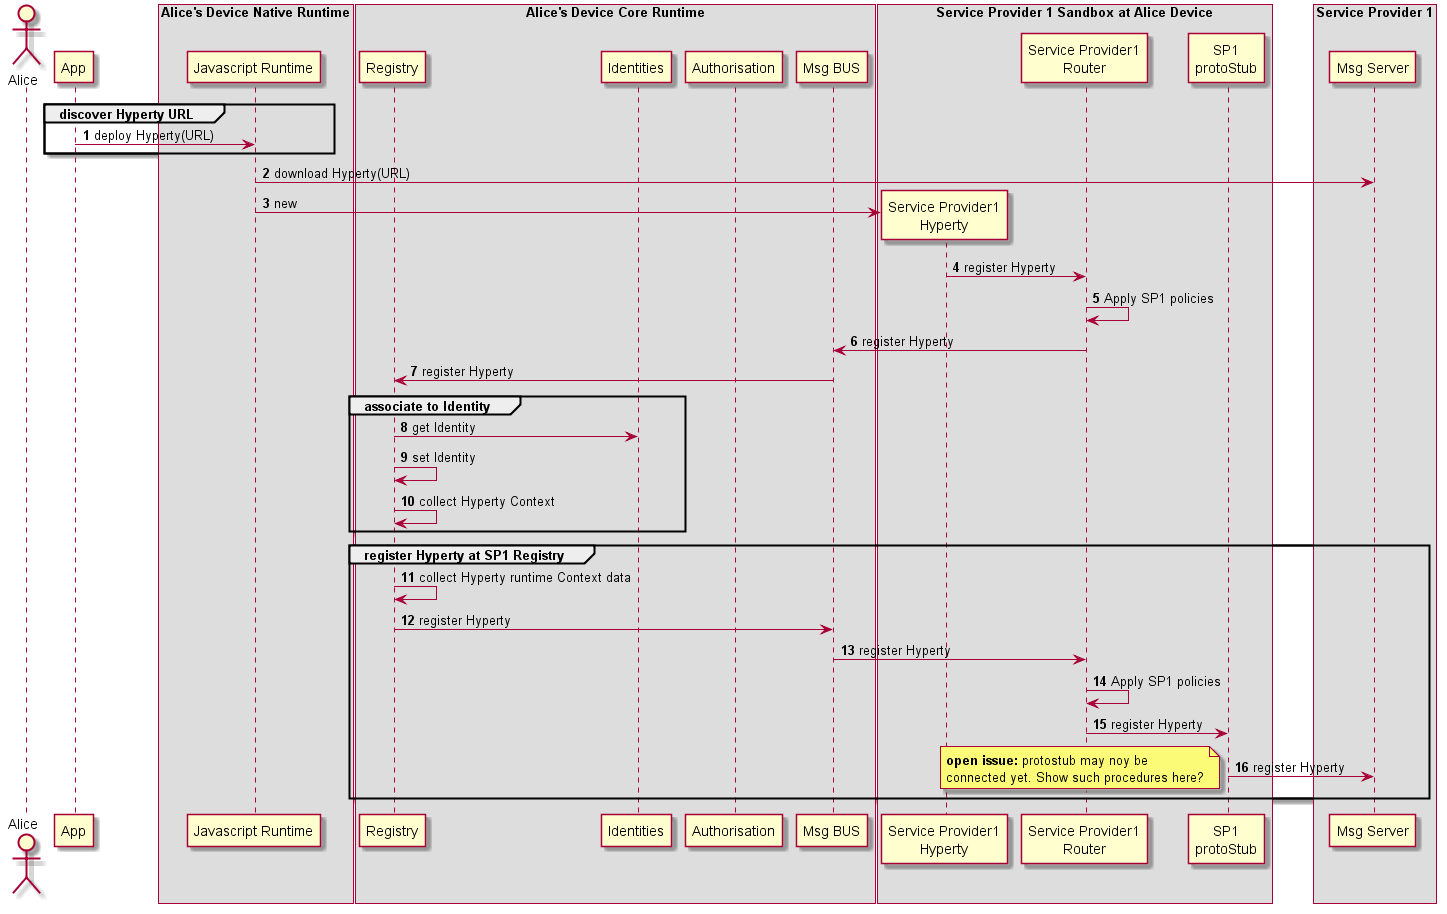 Alice's Device Native Runtime
Alice's Device Core Runtime
Service Provider 1 Sandbox at Alice Device
Service Provider 1
Alice
App
Javascript Runtime
Registry
Identities
Authorisation
Msg BUS
Service Provider1
Router
SP1
protoStub
Msg Server
discover Hyperty URL
1 deploy Hyperty(URL)
2 download Hyperty(URL)
3 new
Service Provider1
Hyperty
4 register Hyperty
5 Apply SP1 policies
6 register Hyperty
7 register Hyperty
associate to Identity
8 get Identity
9 set Identity
10 collect Hyperty Context
register Hyperty at SP1 Registry
11 collect Hyperty runtime Context data
12 register Hyperty
13 register Hyperty
14 Apply SP1 policies
15 register Hyperty
open issue: protostub may noy be
connected yet. Show such procedures here?
16 register Hyperty
Alice
App
Javascript Runtime
Registry
Identities
Authorisation
Msg BUS
Service Provider1
Hyperty
Service Provider1
Router
SP1
protoStub
Msg Server